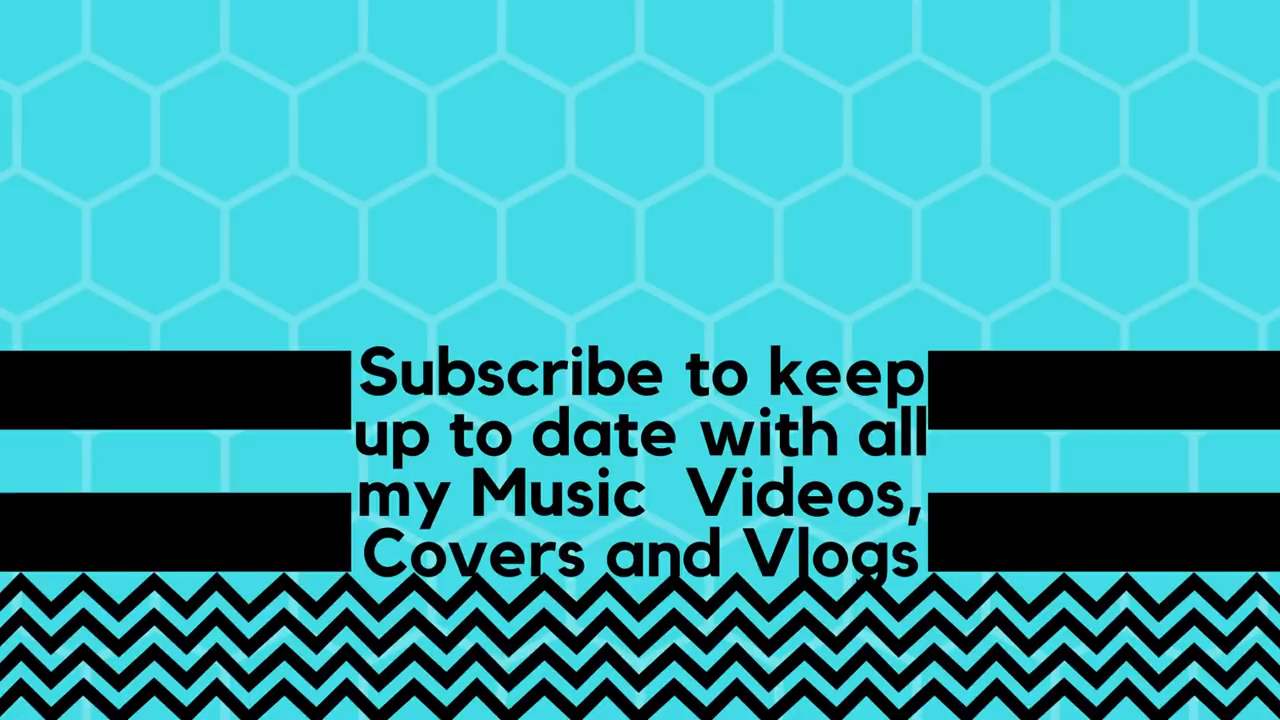 Subscribe to keep
up to date with all
my Music  Videos,
Covers and Vlogs